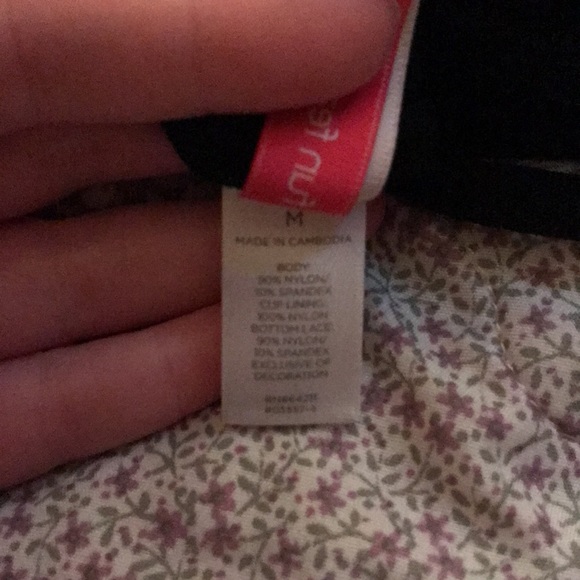 M
MADE IN CAMBODIA
BODY:
90% NYLON/
10% SPANDEX
CUP LINING:
100% NYLON
BOTTOM LACE:
90% NYLON/
10% SPANDEX
EXCLUSIVE OF
DECORATION